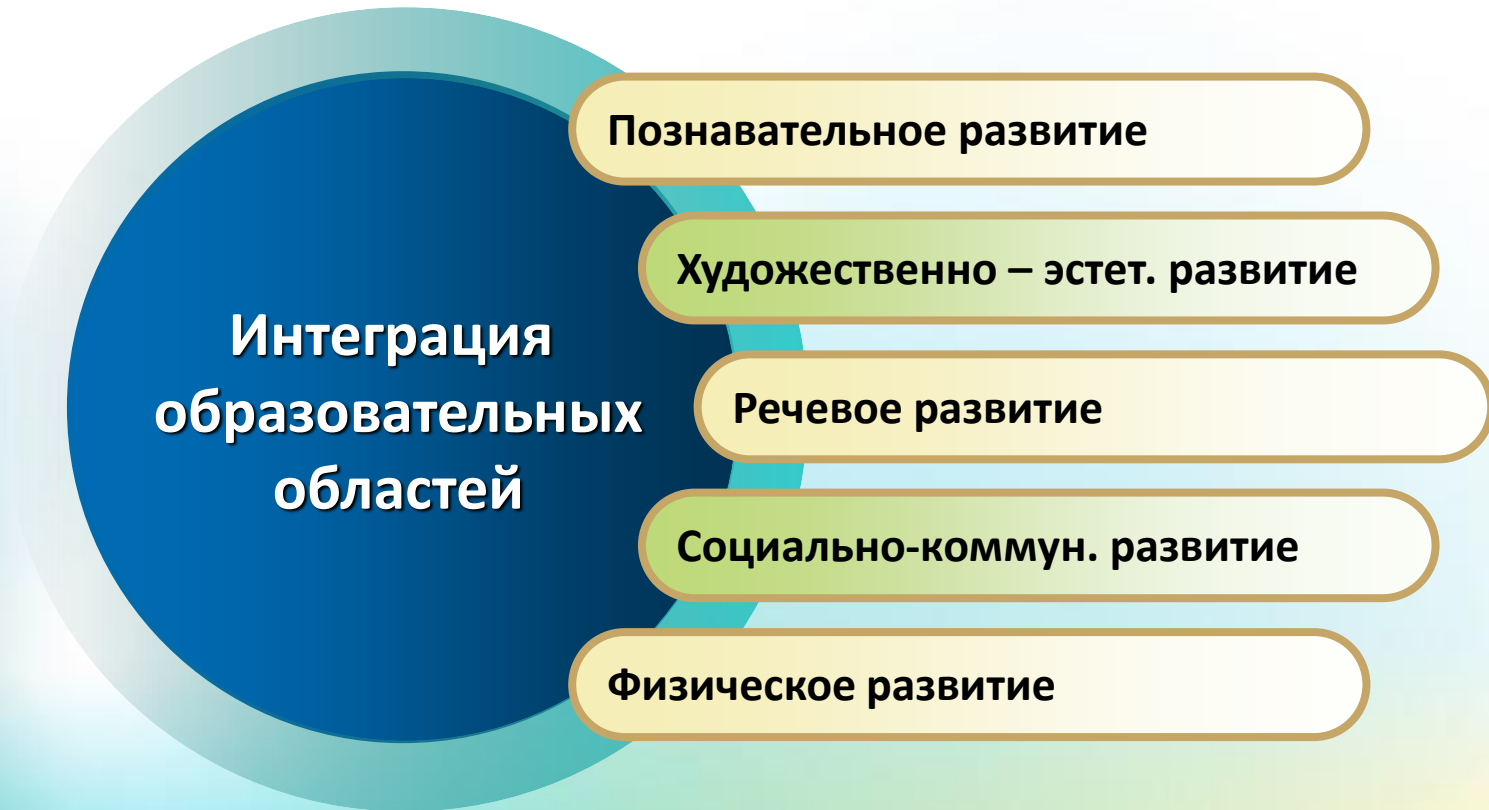 Интеграция
образовательных
областей
Познавательное развитие
Художественно – эстет. развитие
Речевое развитие
Социально-коммун. развитие
Физическое развитие